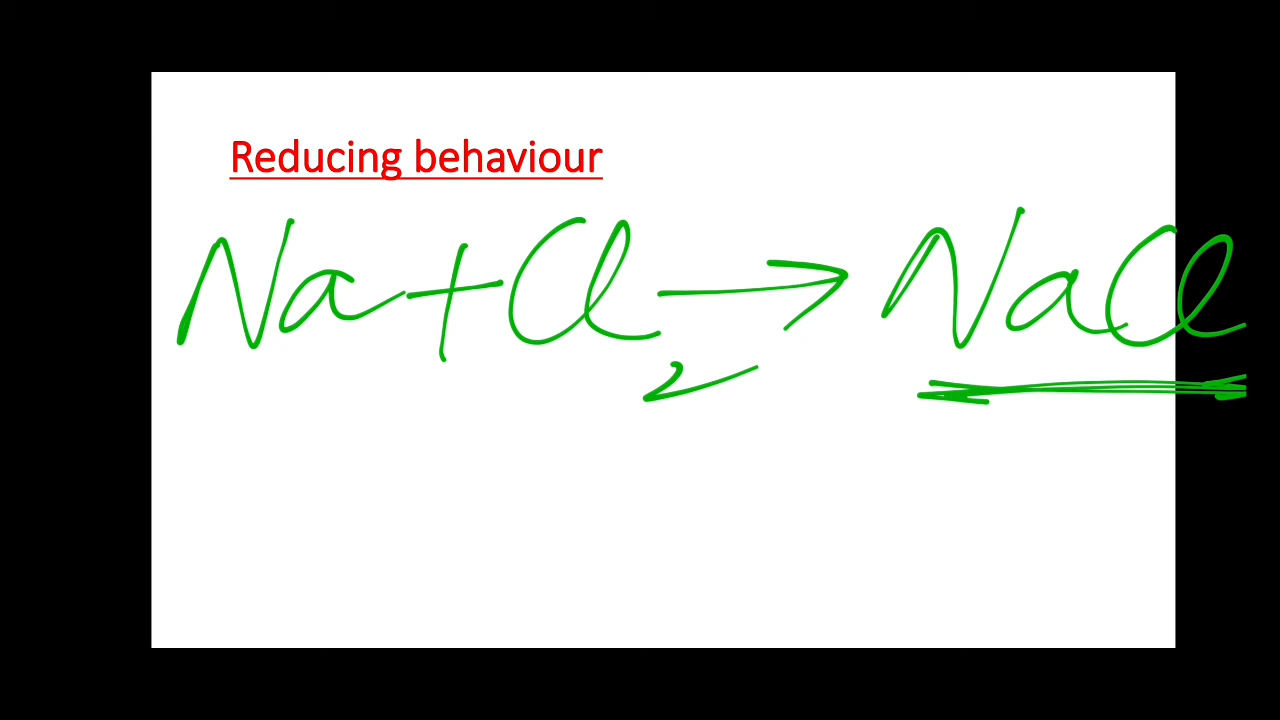 Reducing behaviour
Na + Cl₂ → NaCl